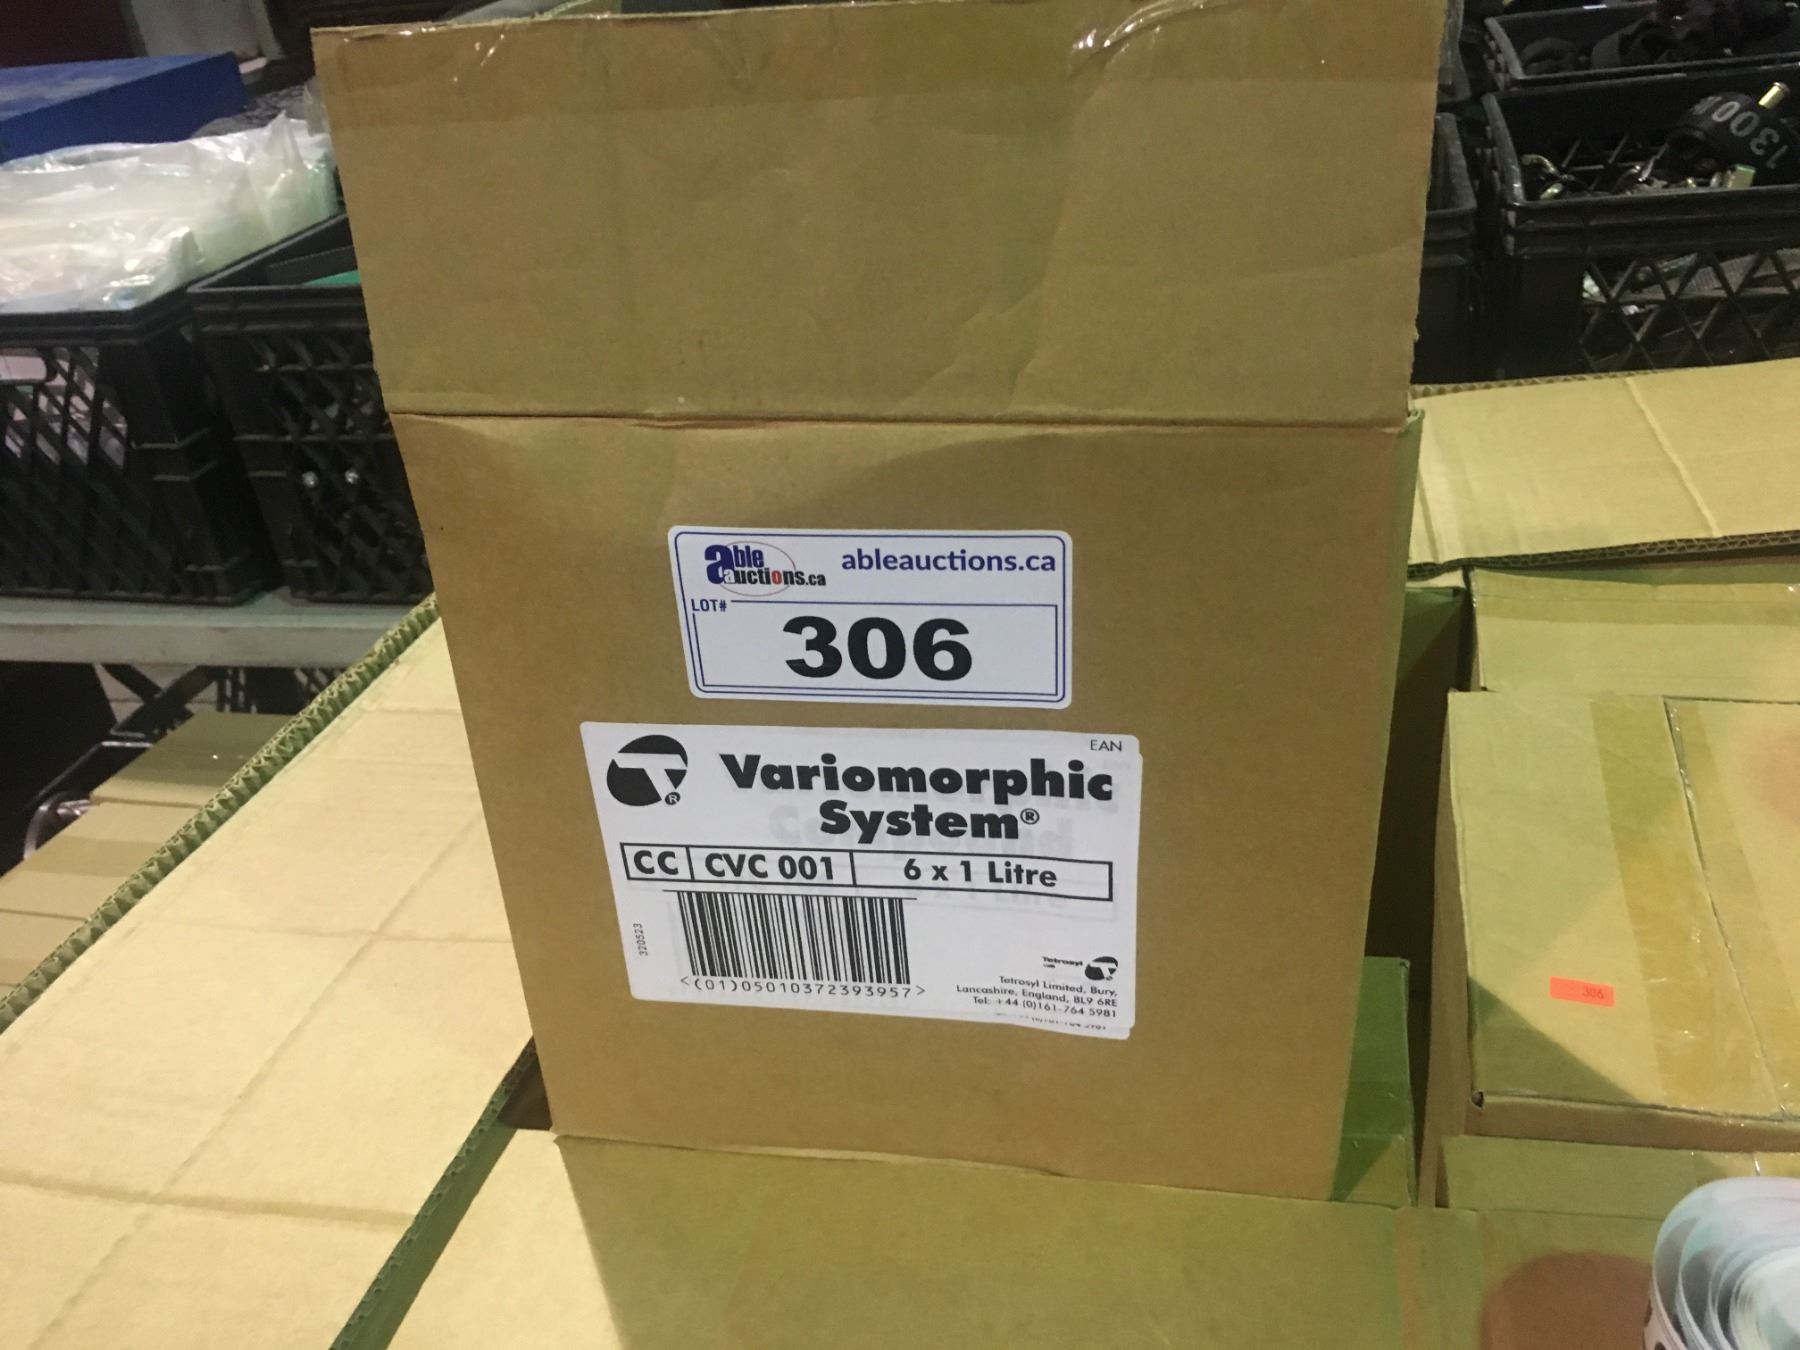 1300
able
auctions.ca
ableauctions.ca
LOT#
306
EAN
Variomorphic
System®
CC CVC 001 6 x 1 Litre
320523
<(01)05010372393957>
Tetrosyl
Tetrosyl Limited, Bury,
Lancashire, England, BL9 6RE
Tel: +44 (0)161-764 5981
306